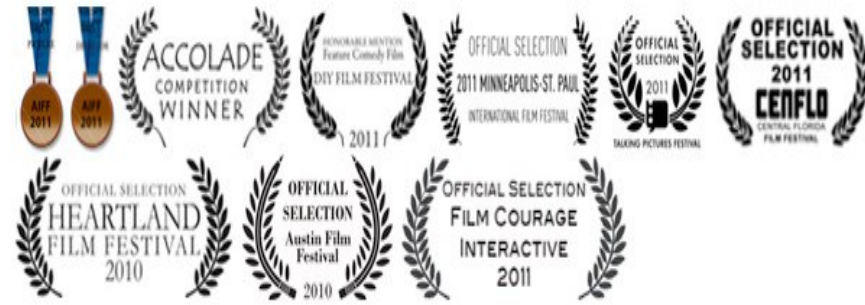 AIFF
2011
AIFF
2011
ACCOLADE
COMPETITION
WINNER
HONORABLE MENTION
Feature Comedy Film
DIY FILM FESTIVAL
2011
OFFICIAL SELECTION
2011 MINNEAPOLIS-ST. PAUL
INTERNATIONAL FILM FESTIVAL
OFFICIAL
SELECTION
2011
TALKING PICTURES FESTIVAL
OFFICIAL
SELECTION
2011
CENFLO
CENTRAL FLORIDA
FILM FESTIVAL
OFFICIAL SELECTION
HEARTLAND
FILM FESTIVAL
2010
OFFICIAL
SELECTION
Austin Film
Festival
2010
OFFICIAL SELECTION
FILM COURAGE
INTERACTIVE
2011